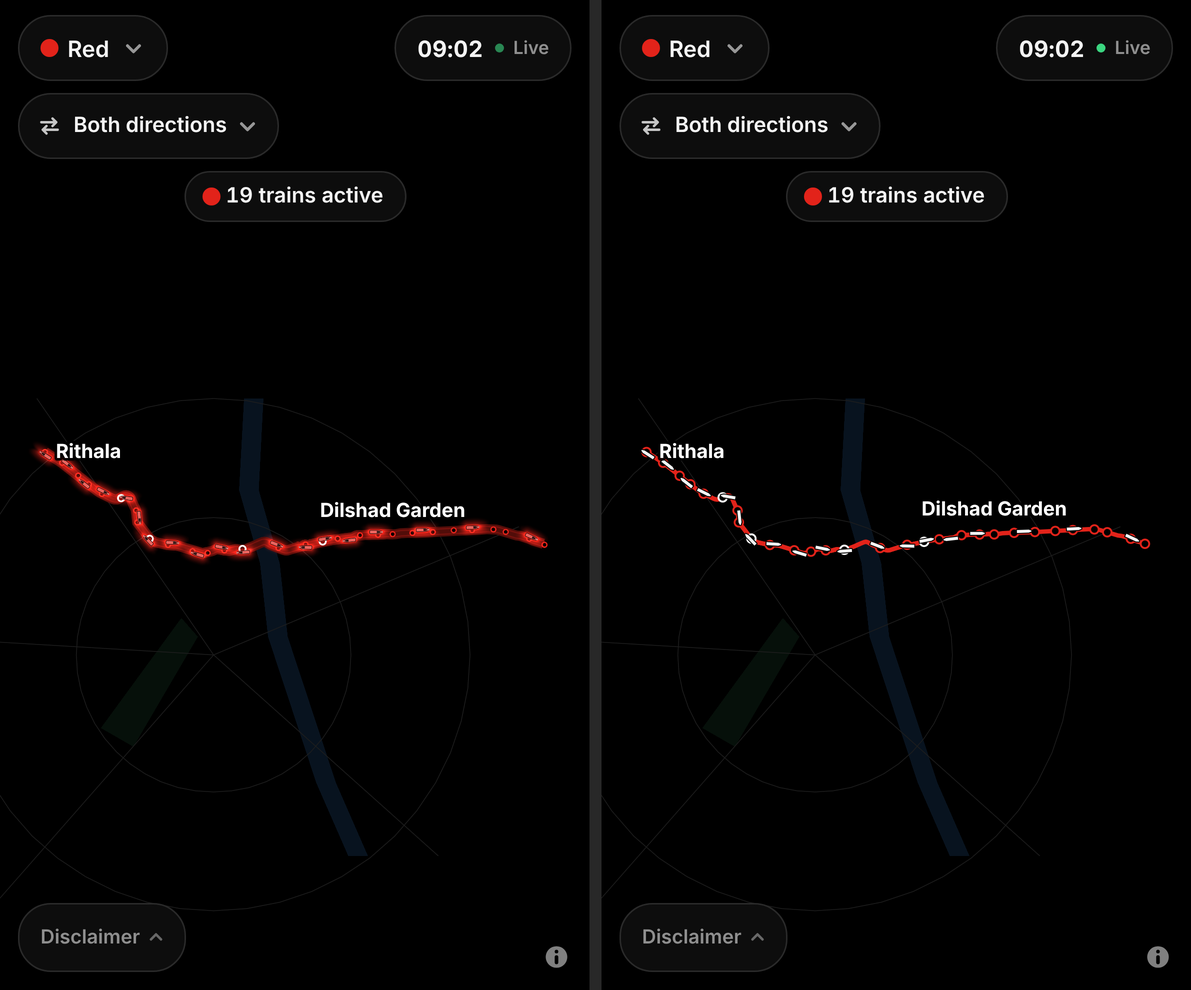 Red
09:02 Live
Both directions
19 trains active
Rithala
Dilshad Garden
Disclaimer
Red
09:02 Live
Both directions
19 trains active
Rithala
Dilshad Garden
Disclaimer